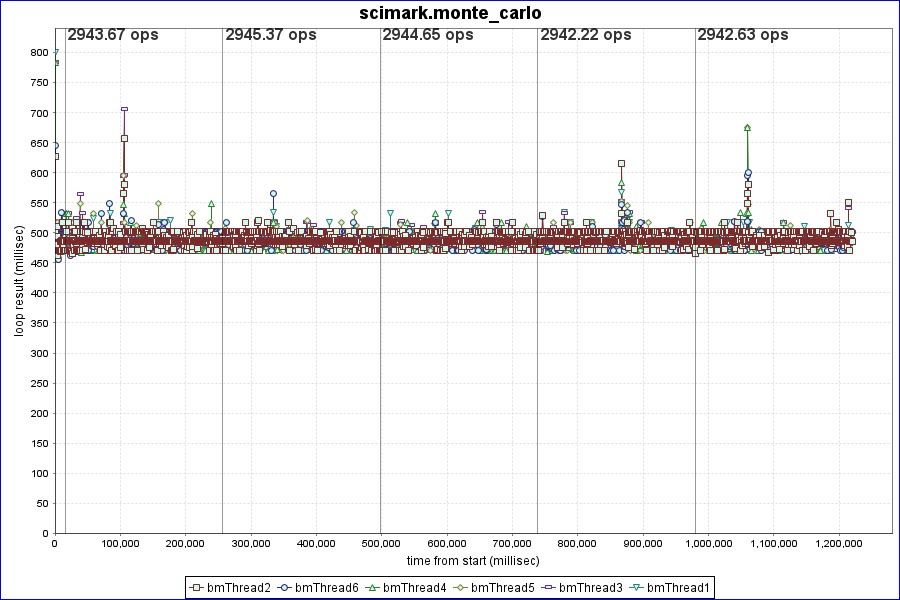 scimark.monte_carlo
2943.67 ops 2945.37 ops 2944.65 ops 2942.22 ops 2942.63 ops
800
750
700
650
600
550
500
450
400
350
300
250
200
150
100
50
0
loop result (millisec)
0 100,000 200,000 300,000 400,000 500,000 600,000 700,000 800,000 900,000 1,000,000 1,100,000 1,200,000
time from start (millisec)
bmThread2 bmThread6 bmThread4 bmThread5 bmThread3 bmThread1